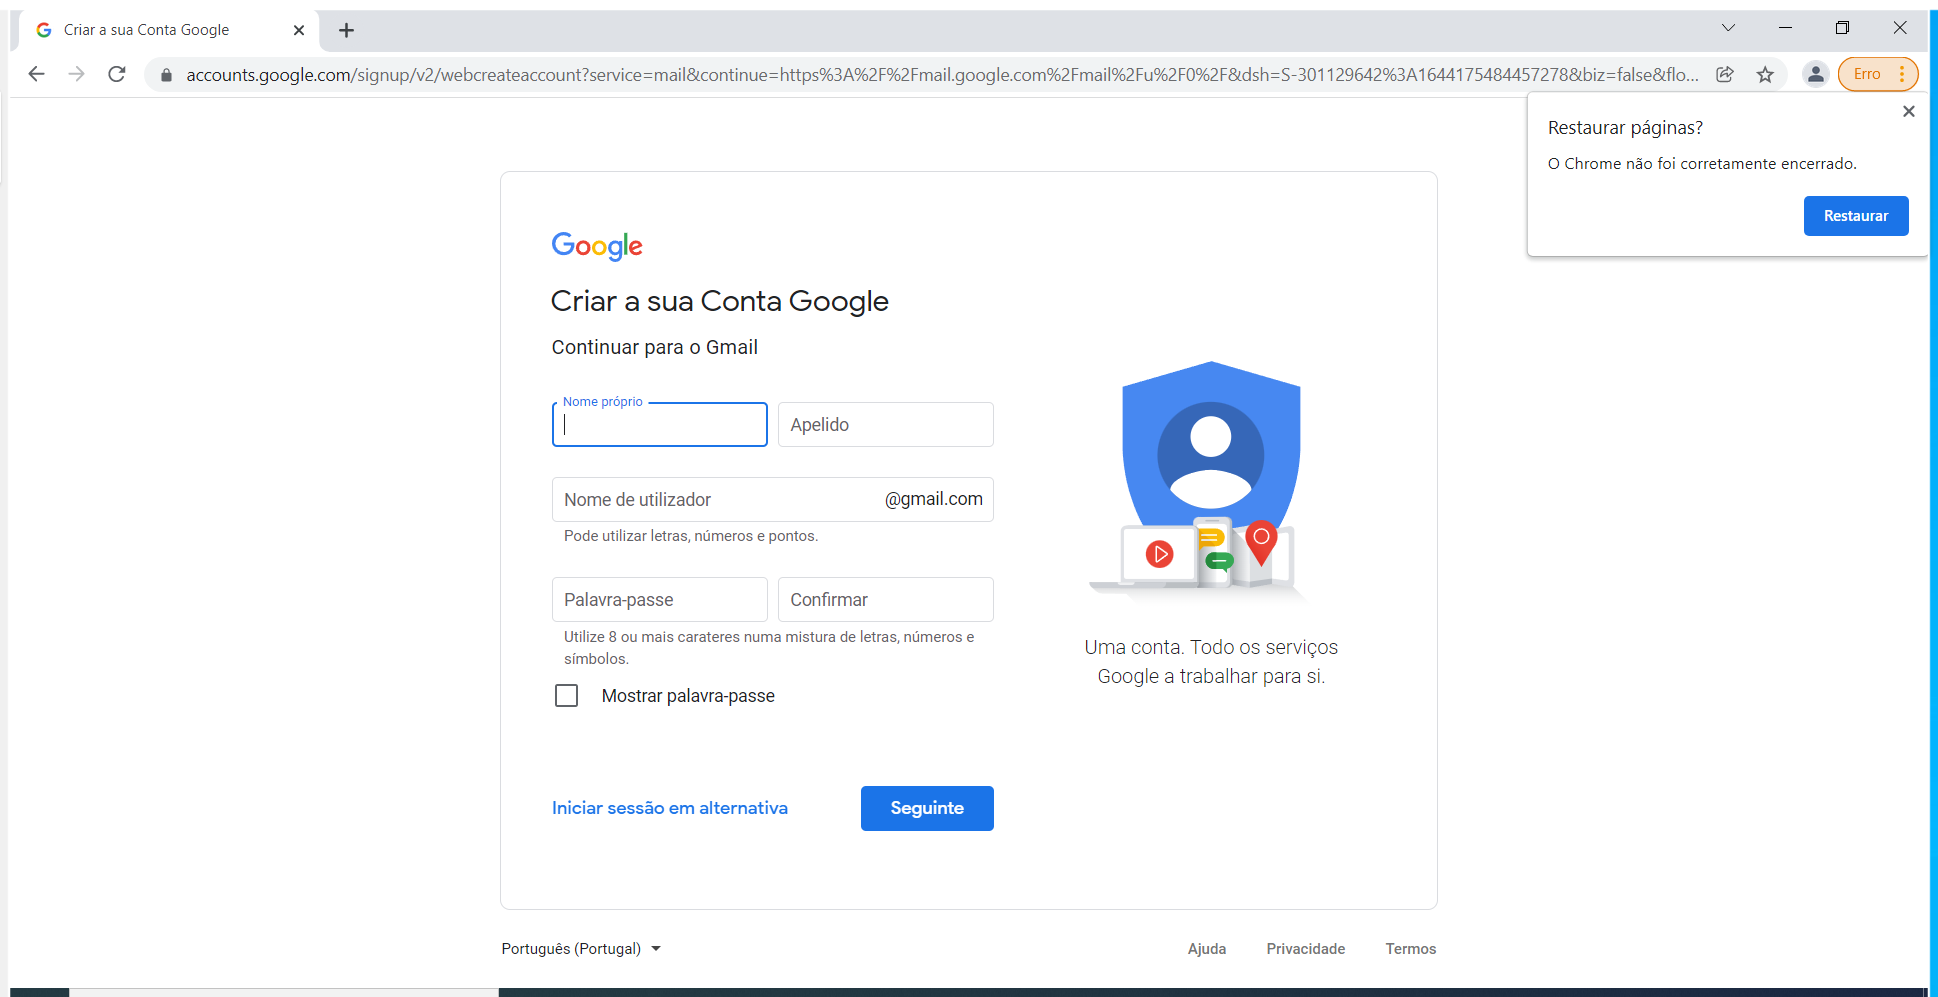 Criar a sua Conta Google
accounts.google.com/signup/v2/webcreateaccount?service=mail&continue=https%3A%2F%2Fmail.google.com%2Fmail%2Fu%2F0%2F&dsh=S-301129642%3A1644175484457278&biz=false&flo...
Erro
Restaurar páginas?
O Chrome não foi corretamente encerrado.
Restaurar
Google
Criar a sua Conta Google
Continuar para o Gmail
Nome próprio
Apelido
Nome de utilizador @gmail.com
Pode utilizar letras, números e pontos.
Palavra-passe Confirmar
Utilize 8 ou mais carateres numa mistura de letras, números e
símbolos.
Mostrar palavra-passe
Uma conta. Todo os serviços
Google a trabalhar para si.
Iniciar sessão em alternativa
Seguinte
Português (Portugal)
Ajuda Privacidade Termos